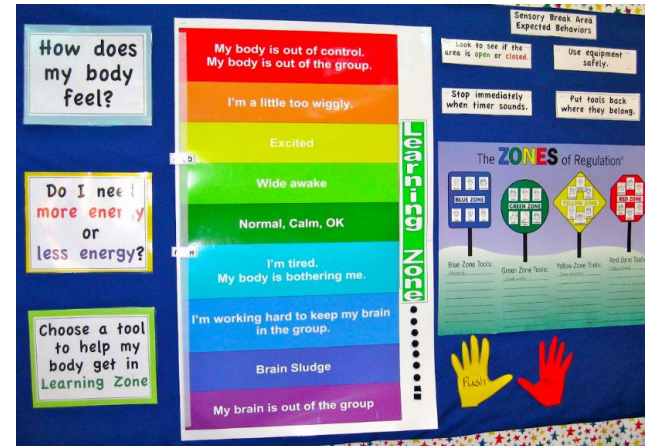 How does
my body
feel?
Do I need
more energy
or
less energy?
Choose a tool
to help my
body get in
Learning Zone
My body is out of control.
My body is out of the group.
I'm a little too wiggly.
Excited
Wide awake
Normal, Calm, OK
I'm tired.
My body is bothering me.
I'm working hard to keep my brain
in the group.
Brain Sludge
My brain is out of the group
Learning Zone
Sensory Break Area
Expected Behaviors
Look to see if the
area is open or closed.
Use equipment
safely.
Stop immediately
when timer sounds.
Put tools back
where they belong.
The ZONES of Regulation®
BLUE ZONE
GREEN ZONE
YELLOW ZONE
RED ZONE
Blue Zone Tools:
Green Zone Tools:
Yellow Zone Tools:
Red Zone Tools:
Push